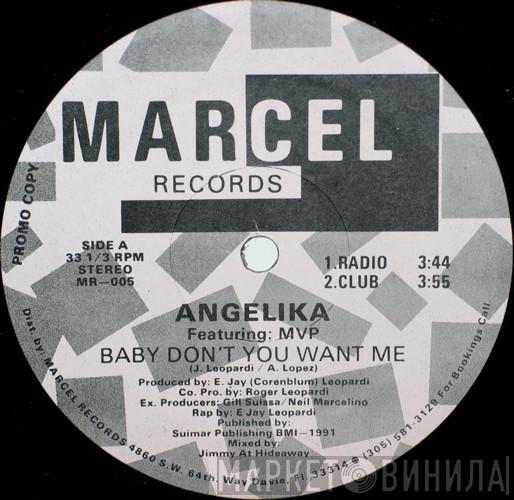 MARCEL
RECORDS
PROMO COPY
SIDE A
33 1/3 RPM
STEREO
MR—005
1.RADIO 3:44
2.CLUB 3:55
ANGELIKA
Featuring: MVP
BABY DON'T YOU WANT ME
(J. Leopardi / A. Lopez)
Produced by: E. Jay (Corenblum) Leopardi
Co. Pro. by: Roger Leopardi
Ex. Producers: Gill Suissa/Neil Marcelino
Rap by: E Jay Leopardi
Published by:
Suimar Publishing BMI—1991
Mixed by:
Jimmy At Hideaway
Dist. by: MARCEL RECORDS 4860 S.W. 64th. Way Davie, Fl. 33314 (305) 581-3129 For Bookings Call.
МАРКЕТ ВИНИЛА